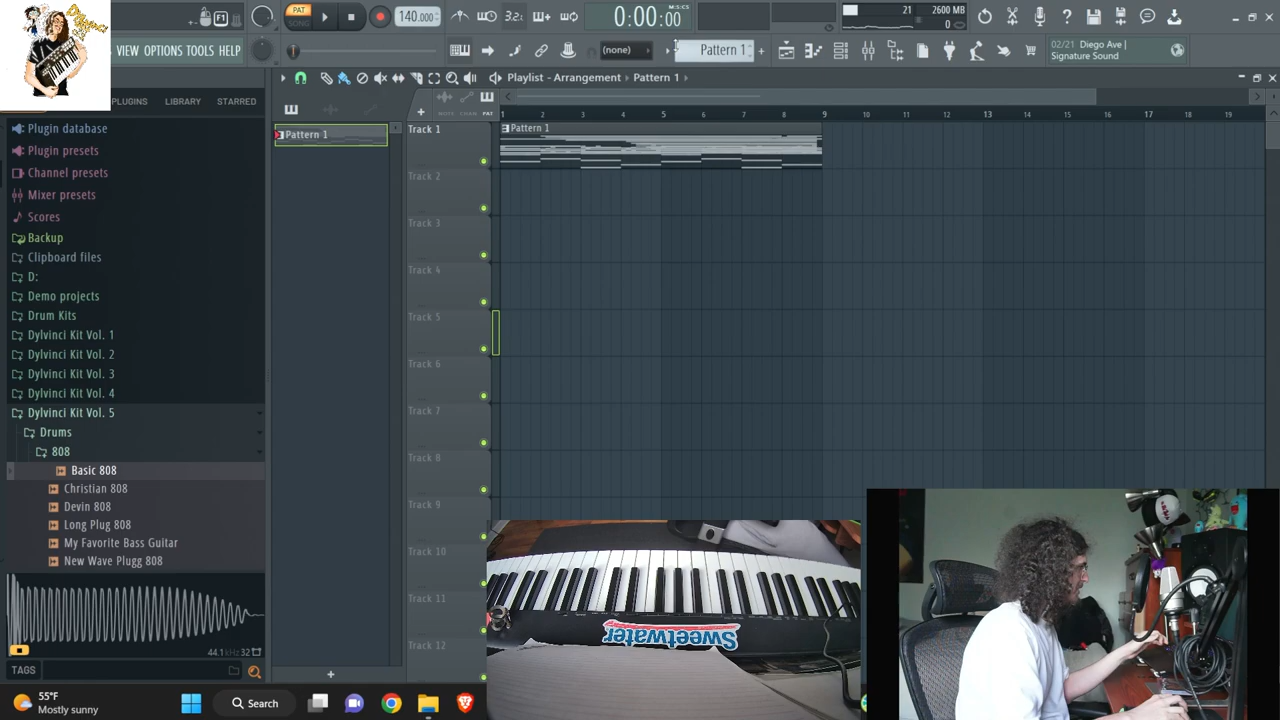 PAT
SONG
140.000
3.2.
0:00:00
M:S:CS
21
2600 MB
0
VIEW OPTIONS TOOLS HELP
(none)
Pattern 1
02/21 Diego Ave |
Signature Sound
PLUGINS
LIBRARY
STARRED
Playlist - Arrangement
Pattern 1
Plugin database
Plugin presets
Channel presets
Mixer presets
Scores
Backup
Clipboard files
D:
Demo projects
Drum Kits
Dylvinci Kit Vol. 1
Dylvinci Kit Vol. 2
Dylvinci Kit Vol. 3
Dylvinci Kit Vol. 4
Dylvinci Kit Vol. 5
Drums
808
Basic 808
Christian 808
Devin 808
Long Plug 808
My Favorite Bass Guitar
New Wave Plugg 808
44.1kHz 32
TAGS
Pattern 1
NOTE CHAN PAT
1 2 3 4 5 6 7 8 9 10 11 12 13 14 15 16 17 18 19
Pattern 1
Track 1
Track 2
Track 3
Track 4
Track 5
Track 6
Track 7
Track 8
Track 9
Track 10
Track 11
Track 12
Sweetwater
55°F
Mostly sunny
Search